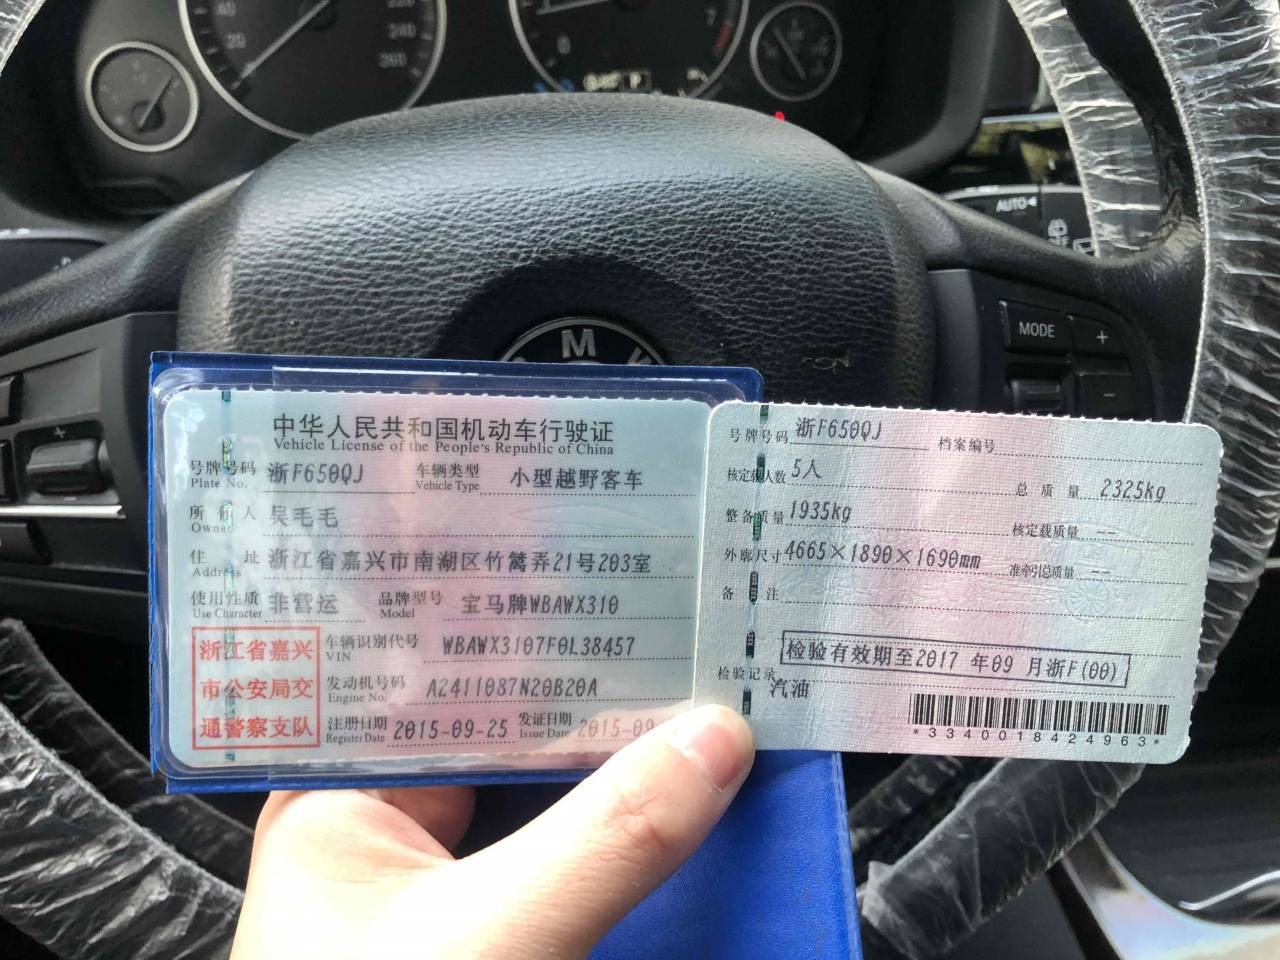 40
20
220
240
260
0
7
AUTO
M
MODE
+
-
+
中华人民共和国机动车行驶证
Vehicle License of the People's Republic of China
号牌号码 浙F650QJ 车辆类型 小型越野客车
Plate No. Vehicle Type
所有人 吴毛毛
Owner
住址 浙江省嘉兴市南湖区竹篱弄21号203室
Address
使用性质 非营运 品牌型号 宝马牌WBAWX310
Use Character Model
浙江省嘉兴
市公安局交
通警察支队
车辆识别代号 WBAWX3107F0L38457
VIN
发动机号码 A2411087N20B20A
Engine No.
注册日期 2015-09-25 发证日期 2015-09
Register Date Issue Date
号牌号码 浙F650QJ 档案编号
核定载人数 5人 总质量 2325kg
整备质量 1935kg 核定载质量 --
外廓尺寸 4665×1890×1690mm 准牵引总质量 --
备注
检验有效期至2017 年09 月浙F(00)
检验记录 汽油
*3340018424963*